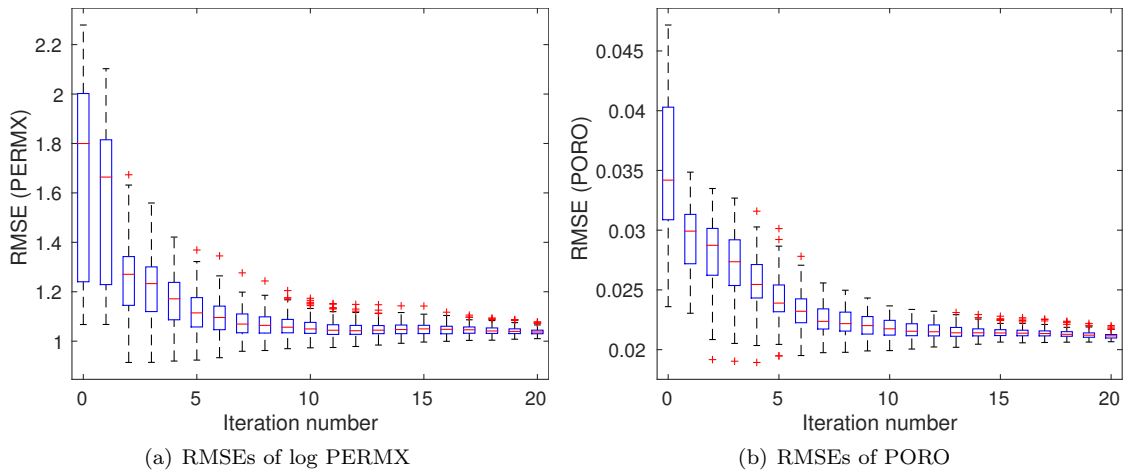 2.2
2
1.8
1.6
1.4
1.2
1
RMSE (PERMX)
0 5 10 15 20
Iteration number
(a) RMSEs of log PERMX
0.045
0.04
0.035
0.03
0.025
0.02
RMSE (PORO)
0 5 10 15 20
Iteration number
(b) RMSEs of PORO